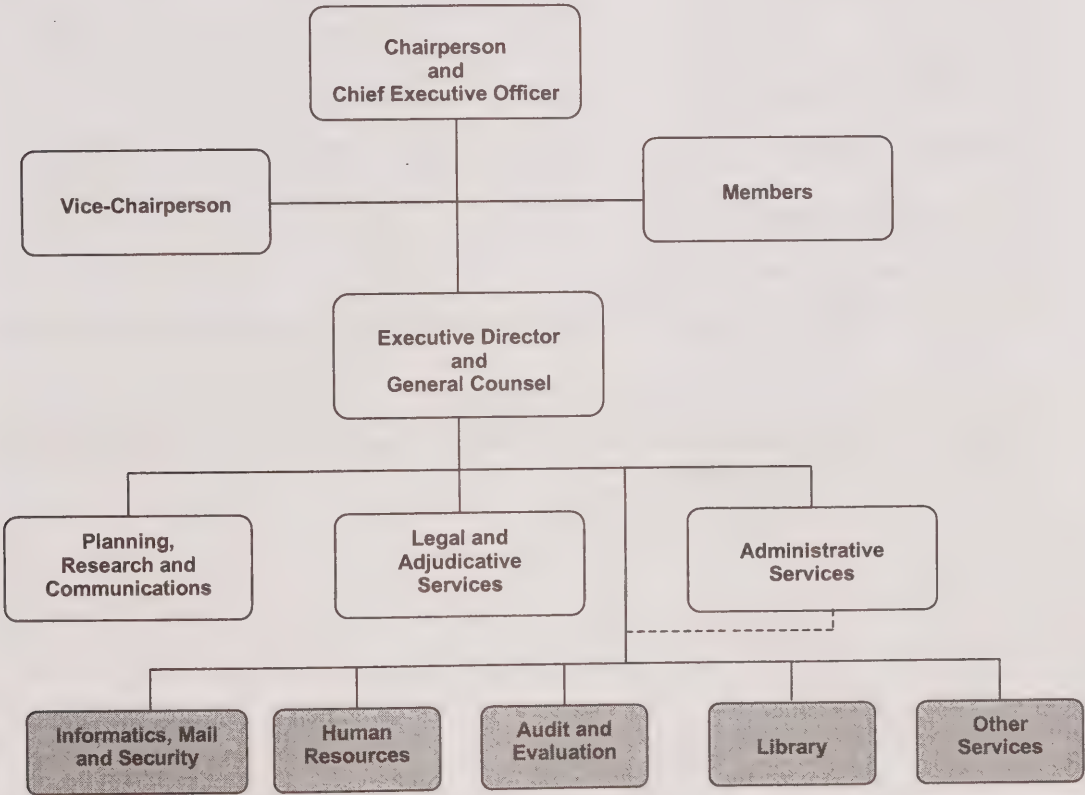 Chairperson
and
Chief Executive Officer
Vice-Chairperson
Members
Executive Director
and
General Counsel
Planning,
Research and
Communications
Legal and
Adjudicative
Services
Administrative
Services
Informatics, Mail
and Security
Human
Resources
Audit and
Evaluation
Library
Other
Services